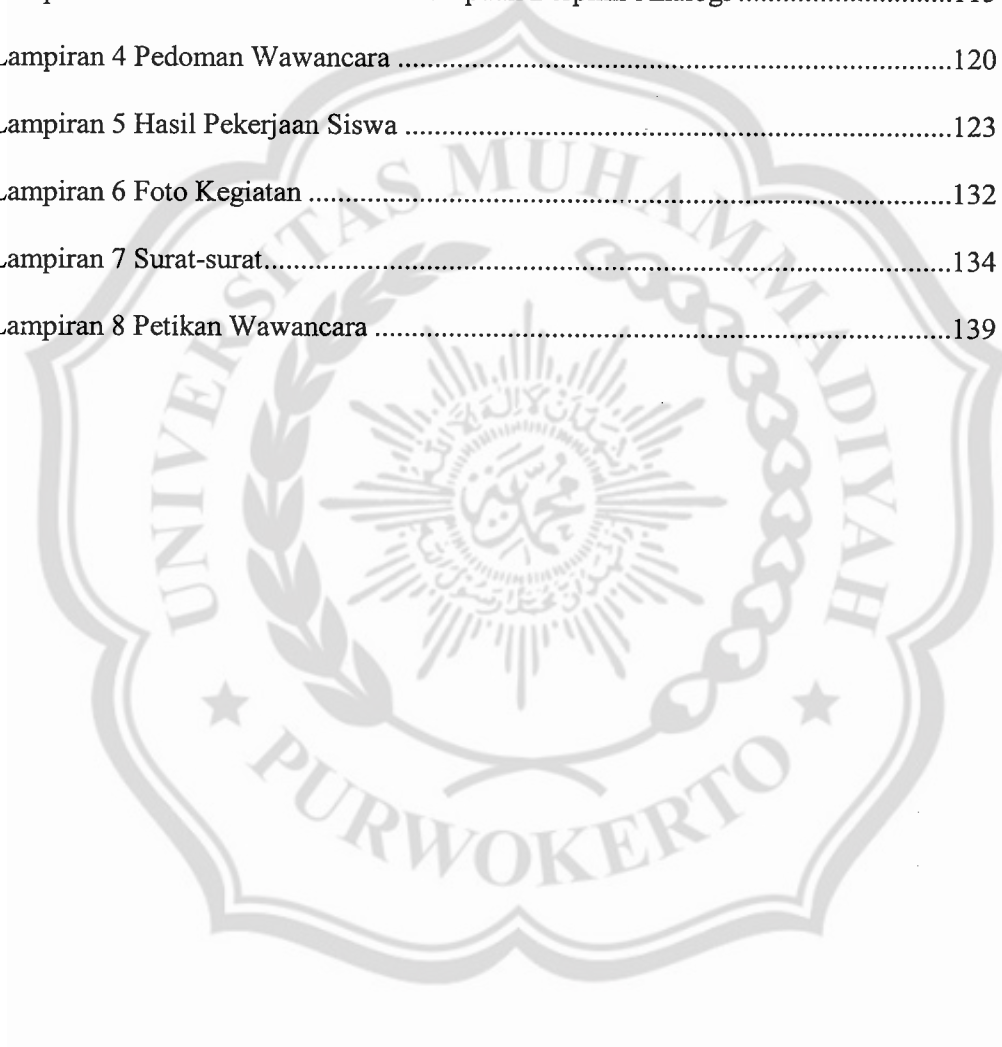 Lampiran 4 Pedoman Wawancara ........................................................................120
Lampiran 5 Hasil Pekerjaan Siswa .......................................................................123
Lampiran 6 Foto Kegiatan ...................................................................................132
Lampiran 7 Surat-surat.........................................................................................134
Lampiran 8 Petikan Wawancara ..........................................................................139
UNIVERSITAS MUHAMMADIYAH
PURWOKERTO